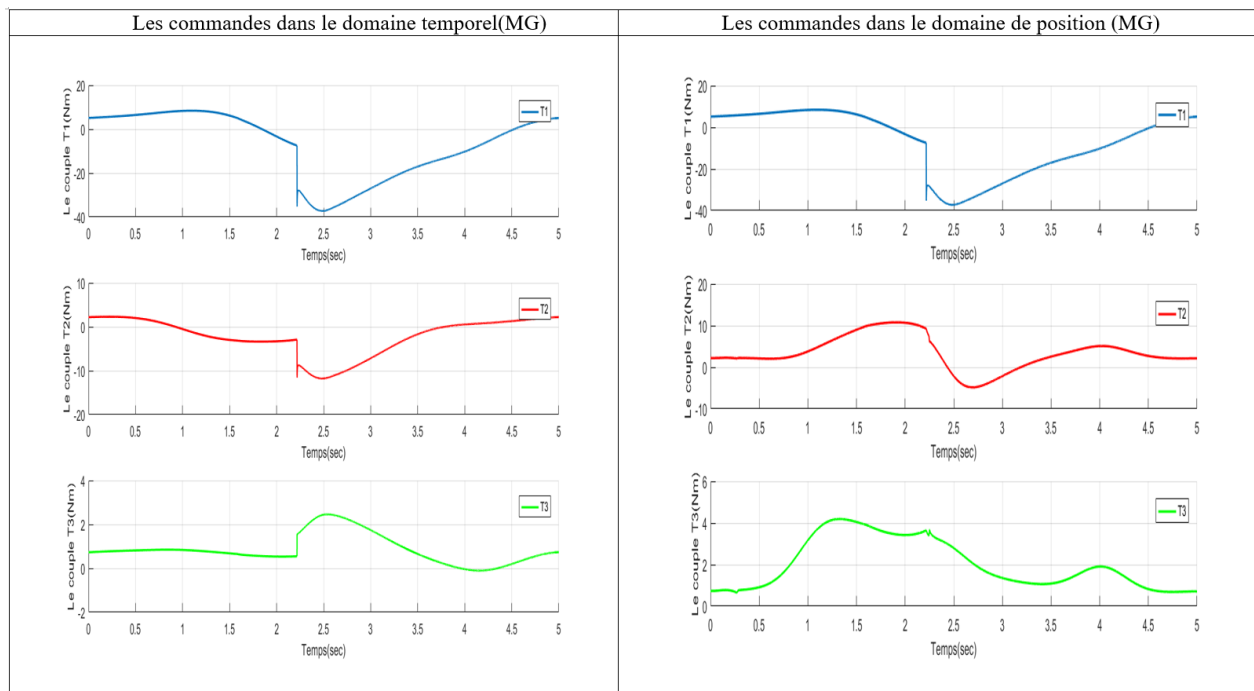 Les commandes dans le domaine temporel(MG)
Les commandes dans le domaine de position (MG)
Le couple T1(Nm)
20
0
-20
-40
T1
0 0.5 1 1.5 2 2.5 3 3.5 4 4.5 5
Temps(sec)
Le couple T2(Nm)
10
0
-10
-20
T2
0 0.5 1 1.5 2 2.5 3 3.5 4 4.5 5
Temps(sec)
Le couple T3(Nm)
4
2
0
-2
T3
0 0.5 1 1.5 2 2.5 3 3.5 4 4.5 5
Temps(sec)
Le couple T1(Nm)
20
0
-20
-40
T1
0 0.5 1 1.5 2 2.5 3 3.5 4 4.5 5
Temps(sec)
Le couple T2(Nm)
20
10
0
-10
T2
0 0.5 1 1.5 2 2.5 3 3.5 4 4.5 5
Temps(sec)
Le couple T3(Nm)
6
4
2
0
T3
0 0.5 1 1.5 2 2.5 3 3.5 4 4.5 5
Temps(sec)